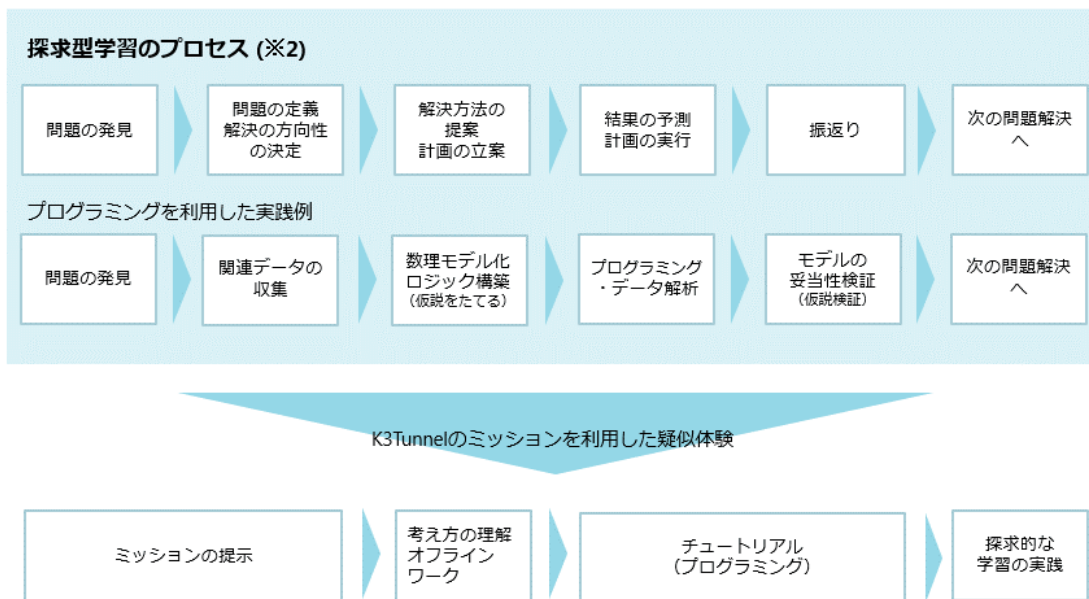 探求型学習のプロセス (※2)
問題の発見
問題の定義
解決の方向性
の決定
解決方法の
提案
計画の立案
結果の予測
計画の実行
振返り
次の問題解決
へ
プログラミングを利用した実践例
問題の発見
関連データの
収集
数理モデル化
ロジック構築
(仮説をたてる)
プログラミング
・データ解析
モデルの
妥当性検証
(仮説検証)
次の問題解決
へ
K3Tunnelのミッションを利用した疑似体験
ミッションの提示
考え方の理解
オフライン
ワーク
チュートリアル
(プログラミング)
探求的な
学習の実践